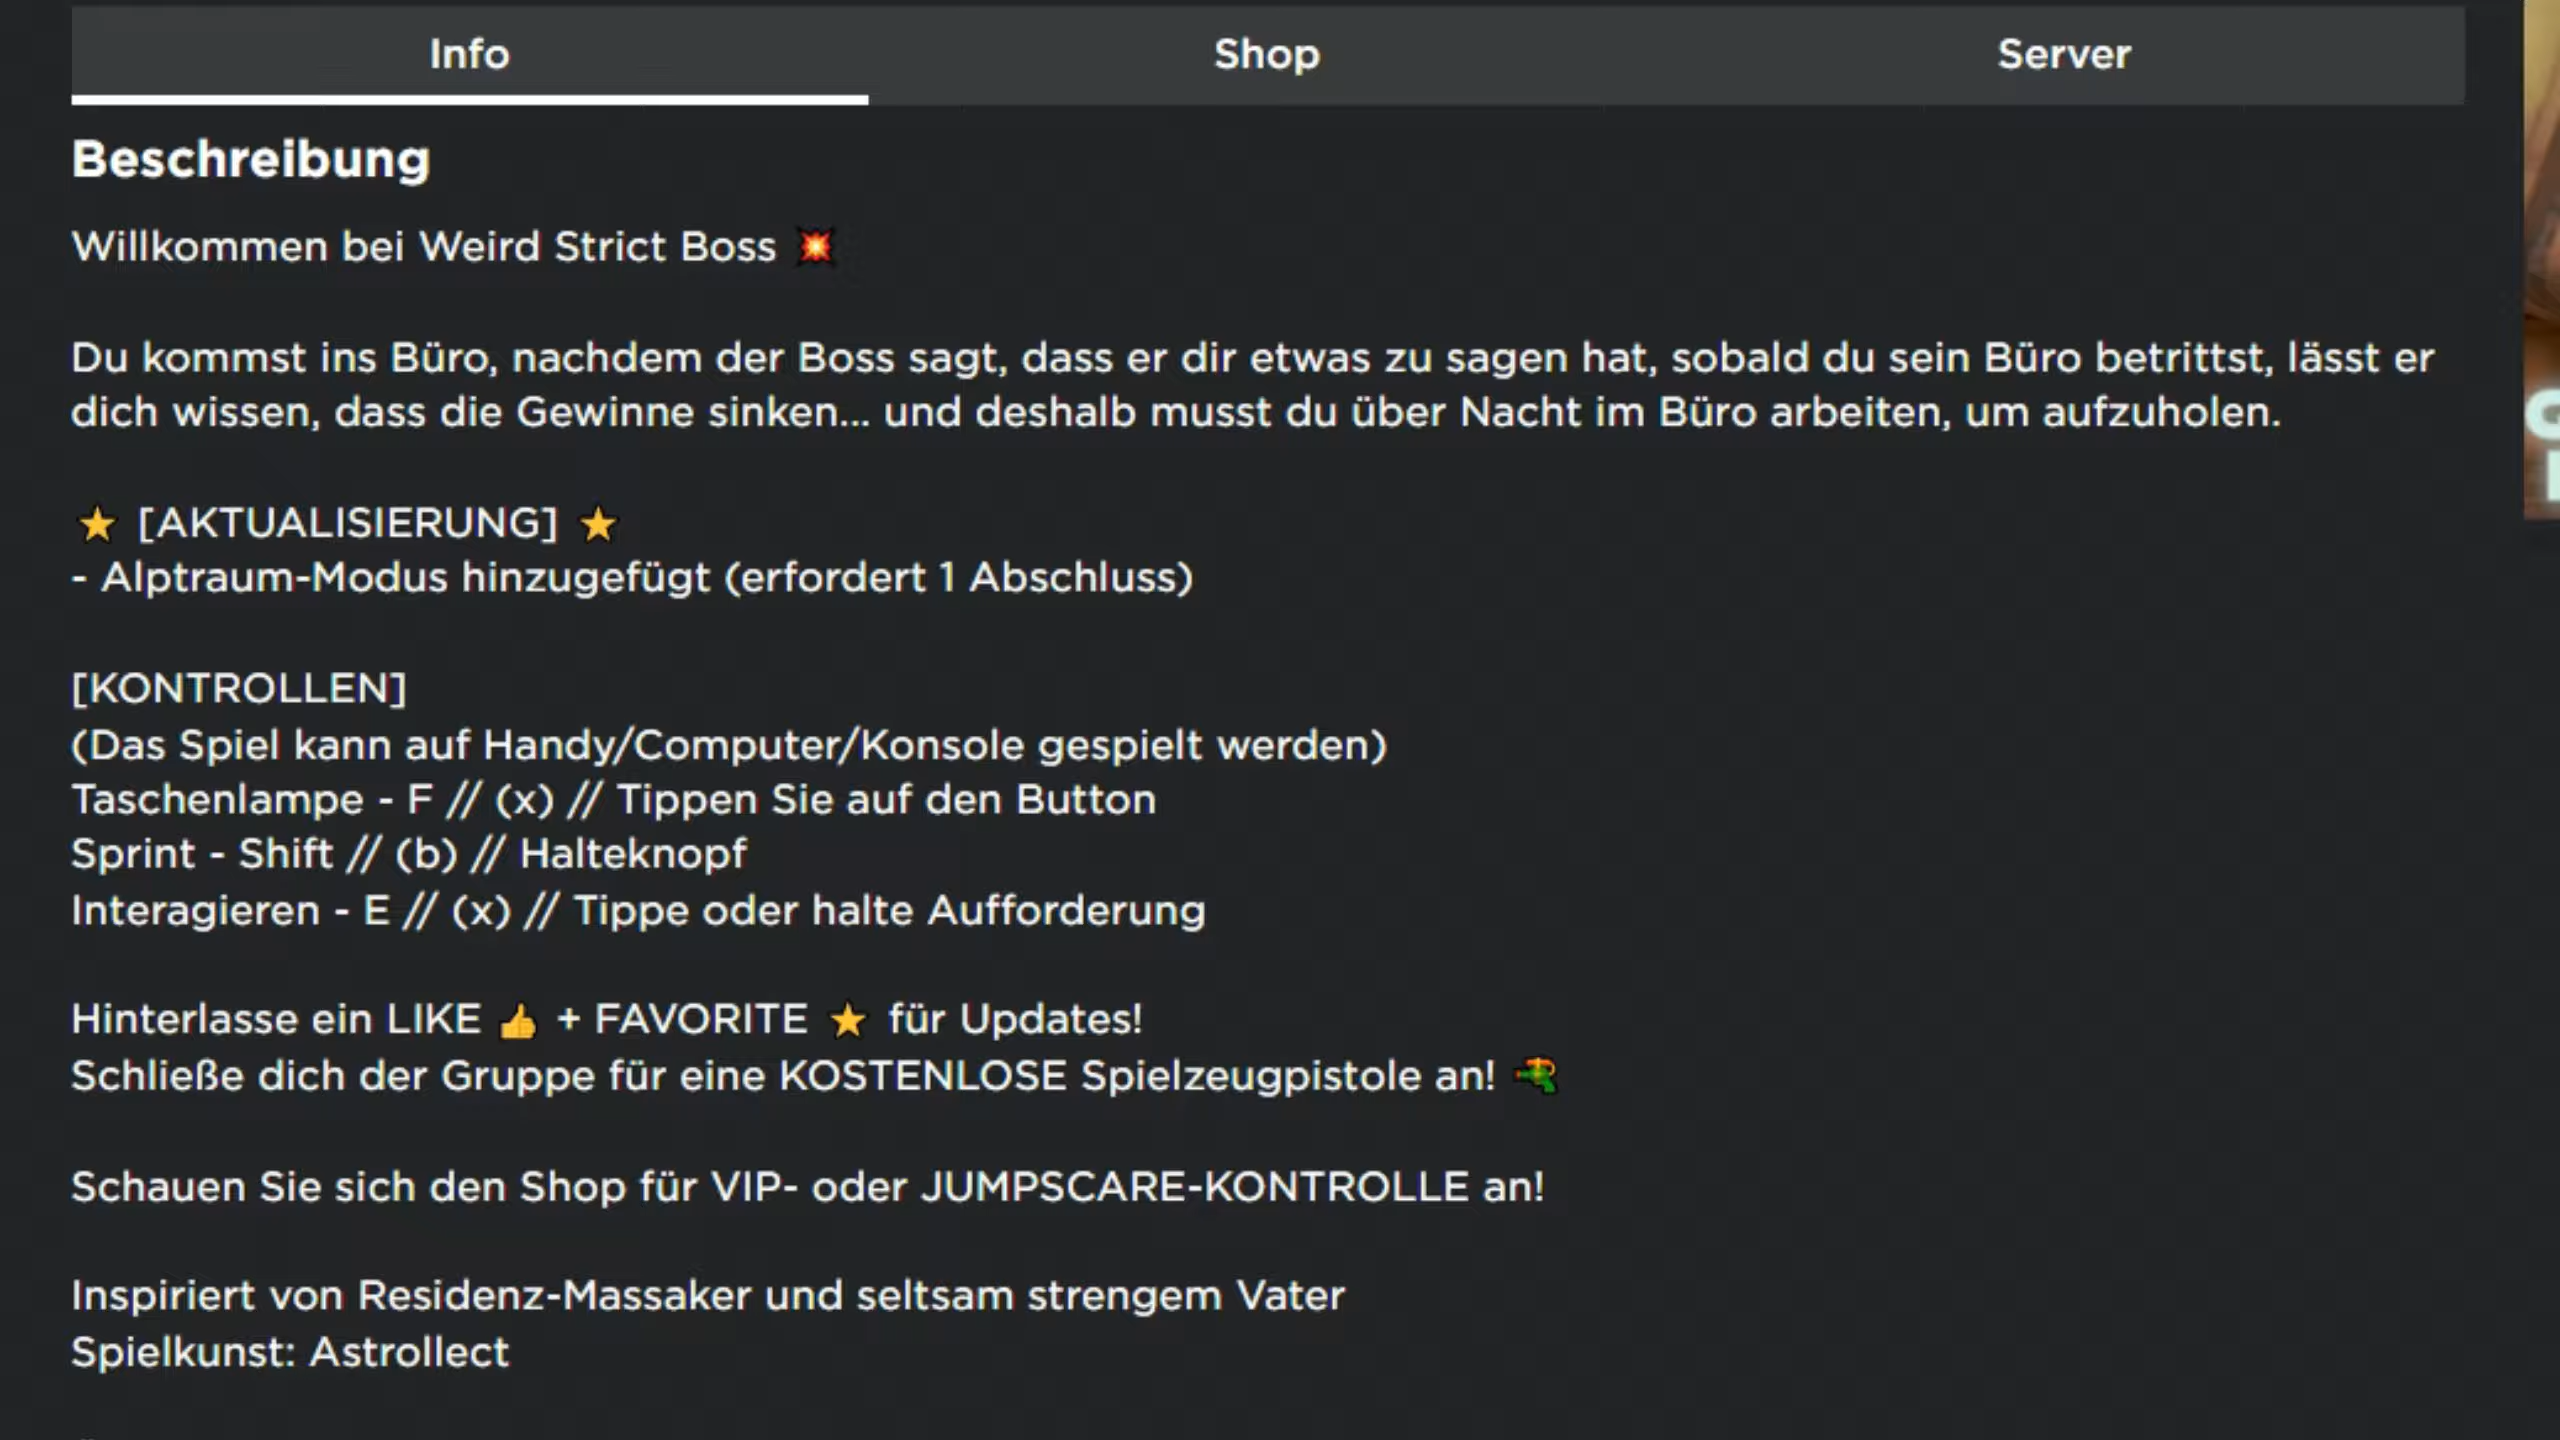 Info
Shop
Server
Beschreibung
Willkommen bei Weird Strict Boss 💥
Du kommst ins Büro, nachdem der Boss sagt, dass er dir etwas zu sagen hat, sobald du sein Büro betrittst, lässt er
dich wissen, dass die Gewinne sinken... und deshalb musst du über Nacht im Büro arbeiten, um aufzuholen.
⭐ [AKTUALISIERUNG] ⭐
- Alptraum-Modus hinzugefügt (erfordert 1 Abschluss)
[KONTROLLEN]
(Das Spiel kann auf Handy/Computer/Konsole gespielt werden)
Taschenlampe - F // (x) // Tippen Sie auf den Button
Sprint - Shift // (b) // Halteknopf
Interagieren - E // (x) // Tippe oder halte Aufforderung
Hinterlasse ein LIKE 👍 + FAVORITE ⭐ für Updates!
Schließe dich der Gruppe für eine KOSTENLOSE Spielzeugpistole an! 🔫
Schauen Sie sich den Shop für VIP- oder JUMPSCARE-KONTROLLE an!
Inspiriert von Residenz-Massaker und seltsam strengem Vater
Spielkunst: Astrollect